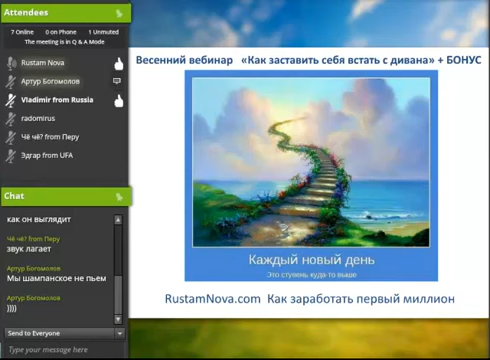 Attendees
7 Online
0 on Phone
1 Unmuted
The meeting is in Q & A Mode
Rustam Nova
Артур Богомолов
Vladimir from Russia
radomirus
Чё чё? from Перу
Эдгар from UFA
Chat
как он выглядит
Чё чё? from Перу
звук лагает
Артур Богомолов
Мы шампанское не пьем
Артур Богомолов
))))
Send to Everyone
Type your message here
Весенний вебинар «Как заставить себя встать с дивана» + БОНУС
Каждый новый день
Это ступень куда то выше
RustamNova.com Как заработать первый миллион